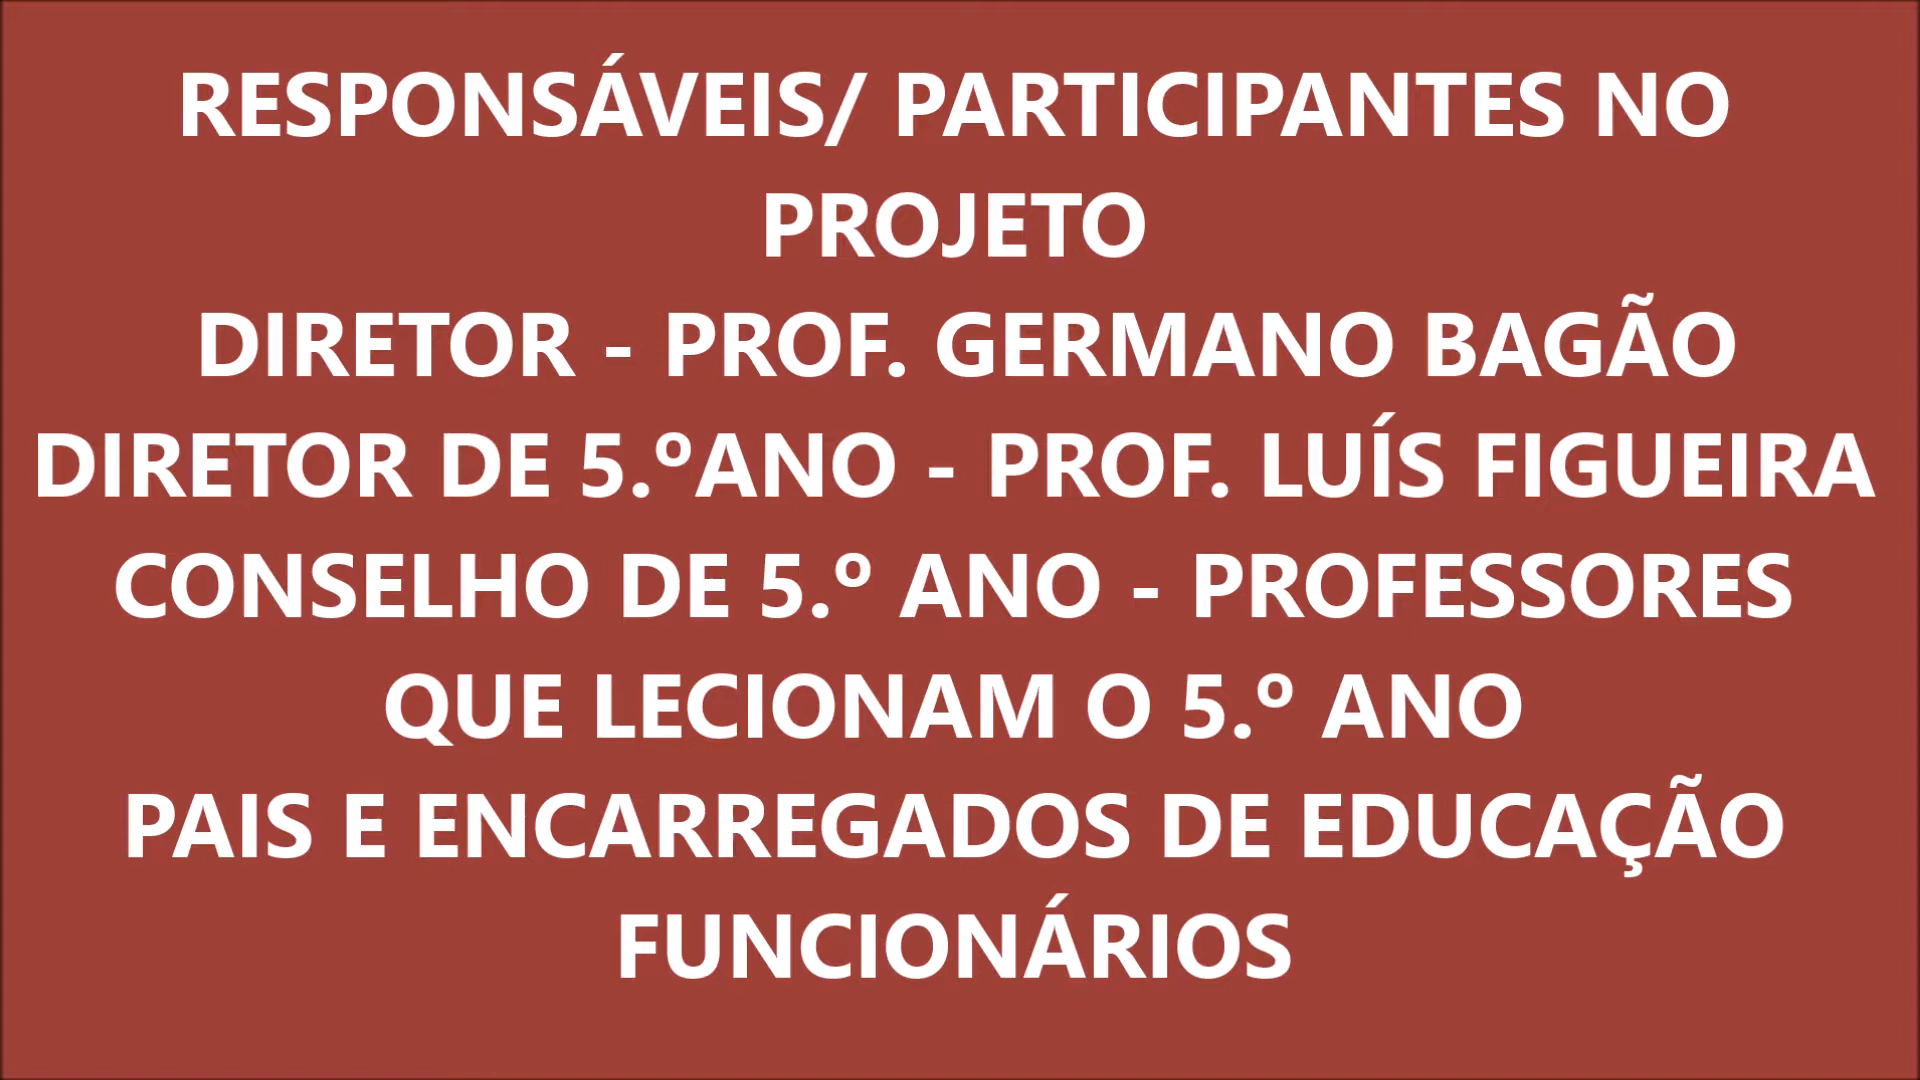 RESPONSÁVEIS/ PARTICIPANTES NO
PROJETO
DIRETOR - PROF. GERMANO BAGÃO
DIRETOR DE 5.ºANO - PROF. LUÍS FIGUEIRA
CONSELHO DE 5.º ANO - PROFESSORES
QUE LECIONAM O 5.º ANO
PAIS E ENCARREGADOS DE EDUCAÇÃO
FUNCIONÁRIOS